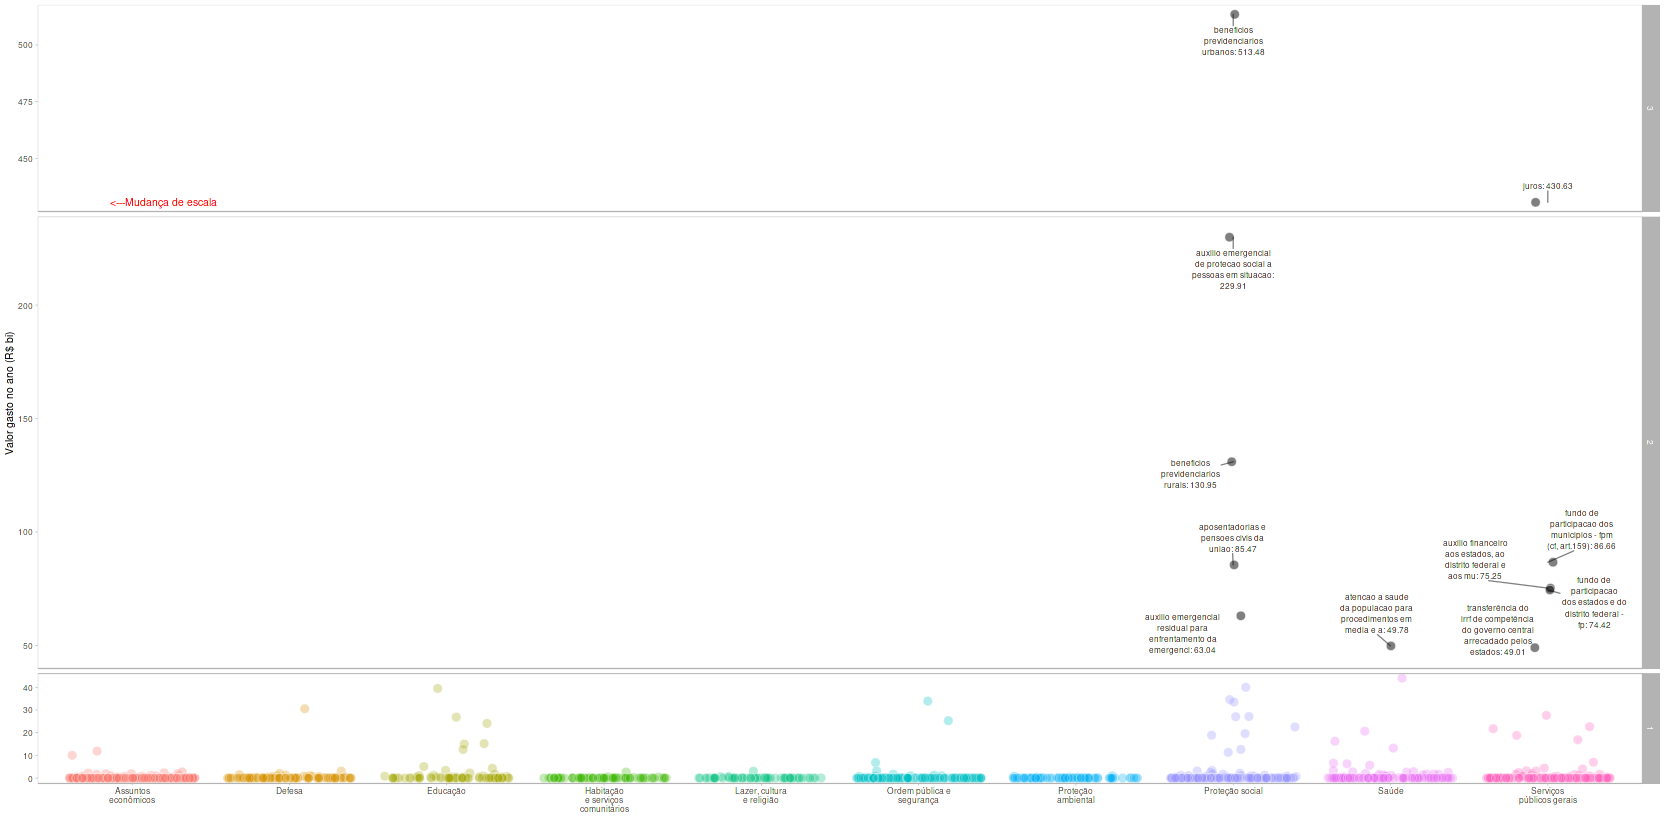 500
475
450
beneficios
previdenciarios
urbanos: 513.48
juros: 430.63
<---Mudança de escala
3
Valor gasto no ano (R$ bi)
200
150
100
50
auxilio emergencial
de protecao social a
pessoas em situacao:
229.91
beneficios
previdenciarios
rurais: 130.95
aposentadorias e
pensoes civis da
uniao: 85.47
auxilio emergencial
residual para
enfrentamento da
emergenci: 63.04
atencao a saude
da populacao para
procedimentos em
media e a: 49.78
fundo de
participacao dos
municipios - fpm
(cf, art.159): 86.66
auxilio financeiro
aos estados, ao
distrito federal e
aos mu: 75.25
fundo de
participacao
dos estados e do
distrito federal -
fp: 74.42
transferência do
irrf de competência
do governo central
arrecadado pelos
estados: 49.01
2
40
30
20
10
0
1
Assuntos
econômicos
Defesa
Educação
Habitação
e serviços
comunitários
Lazer, cultura
e religião
Ordem pública e
segurança
Proteção
ambiental
Proteção social
Saúde
Serviços
públicos gerais